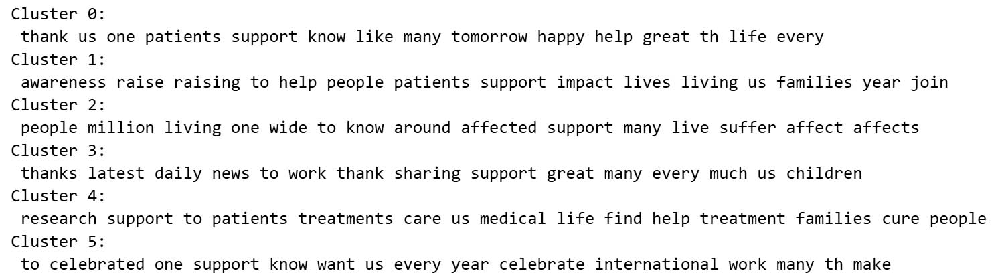 Cluster 0:
thank us one patients support know like many tomorrow happy help great th life every
Cluster 1:
awareness raise raising to help people patients support impact lives living us families year join
Cluster 2:
people million living one wide to know around affected support many live suffer affect affects
Cluster 3:
thanks latest daily news to work thank sharing support great many every much us children
Cluster 4:
research support to patients treatments care us medical life find help treatment families cure people
Cluster 5:
to celebrated one support know want us every year celebrate international work many th make